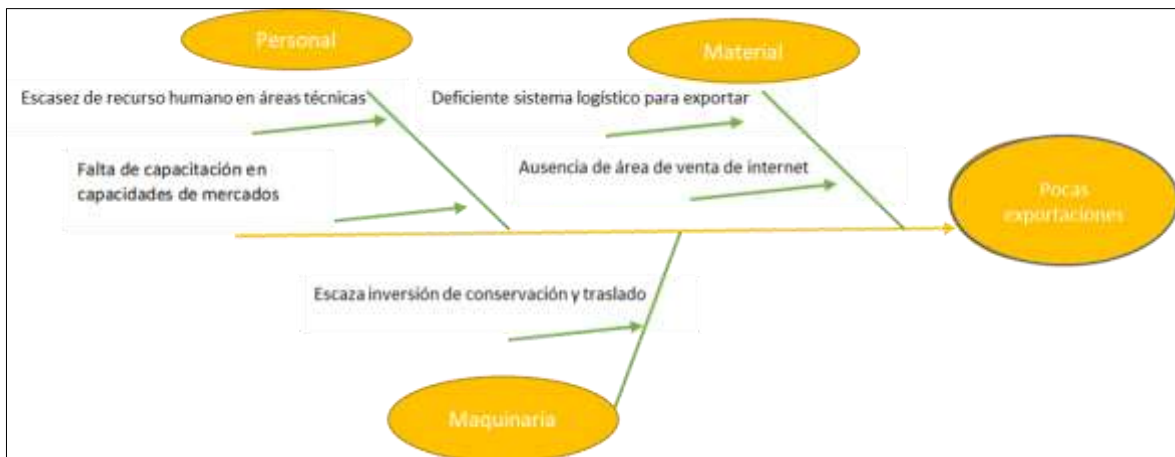 Personal
Material
Escasez de recurso humano en áreas técnicas
Deficiente sistema logístico para exportar
Falta de capacitación en
capacidades de mercados
Ausencia de área de venta de internet
Pocas
exportaciones
Escaza inversión de conservación y traslado
Maquinaria